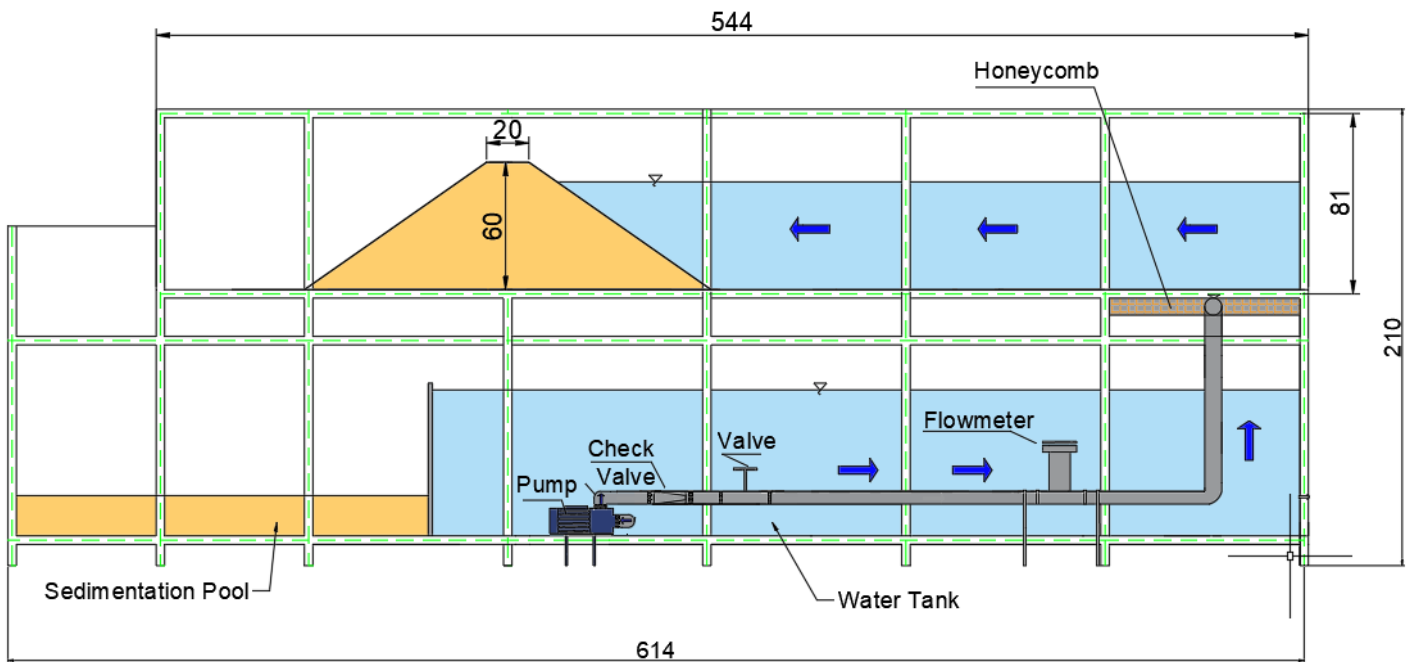 544
Honeycomb
20
60
81
210
Flowmeter
Check
Valve
Valve
Pump
Sedimentation Pool
Water Tank
614